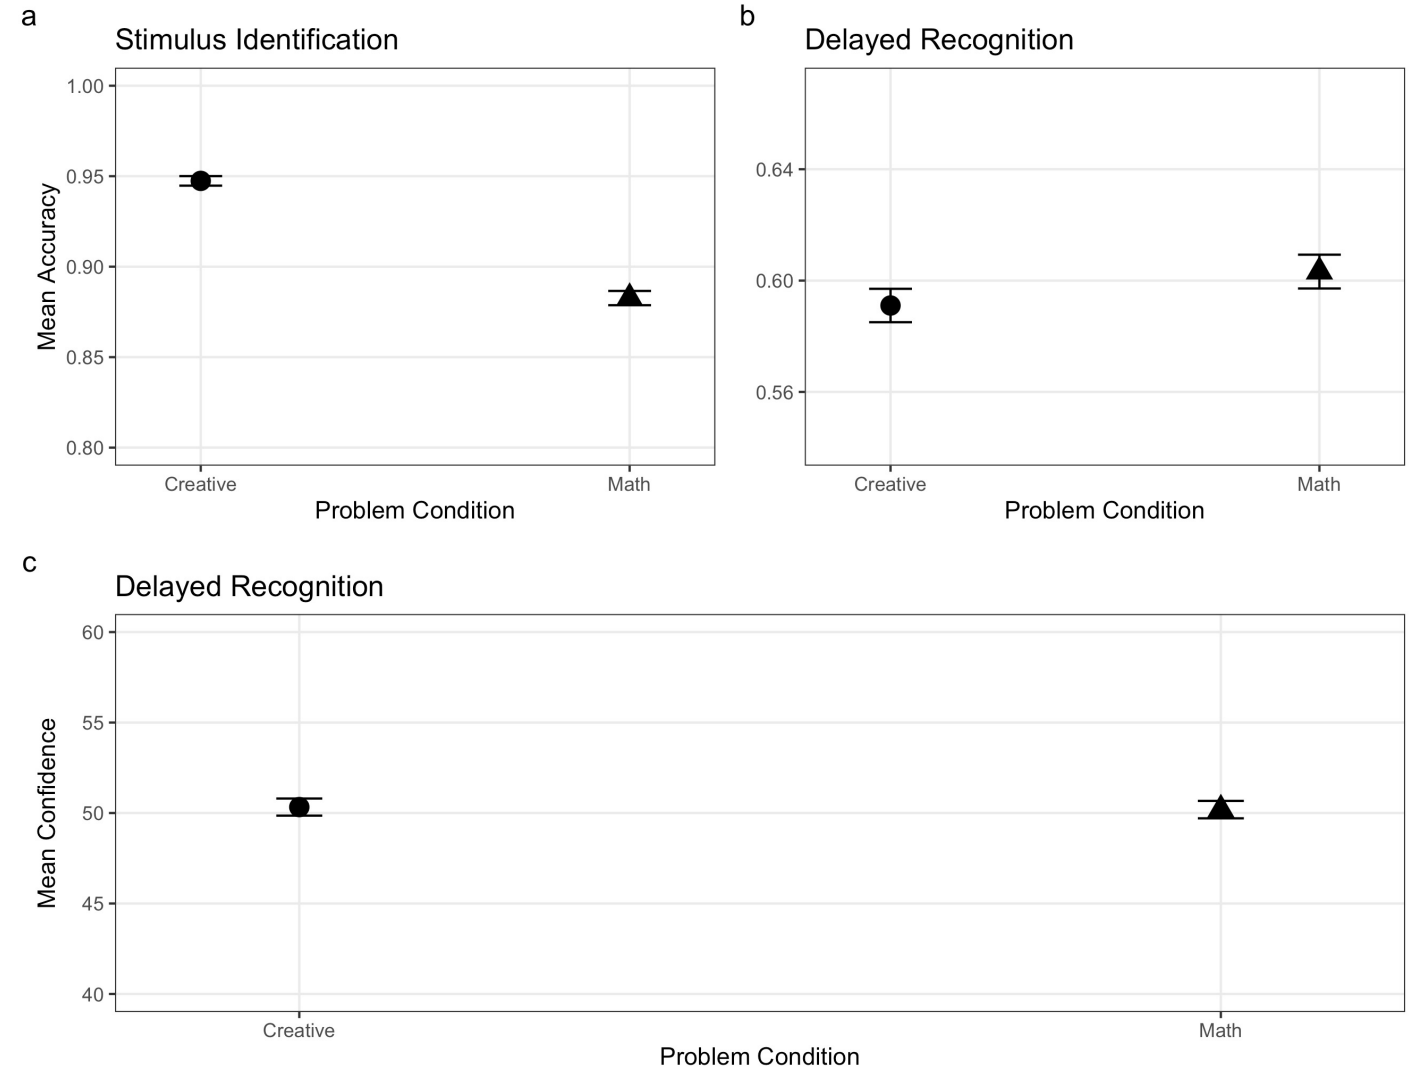 a
Stimulus Identification
Mean Accuracy
1.00
0.95
0.90
0.85
0.80
Creative
Math
Problem Condition
b
Delayed Recognition
0.64
0.60
0.56
Creative
Math
Problem Condition
c
Delayed Recognition
Mean Confidence
60
55
50
45
40
Creative
Math
Problem Condition